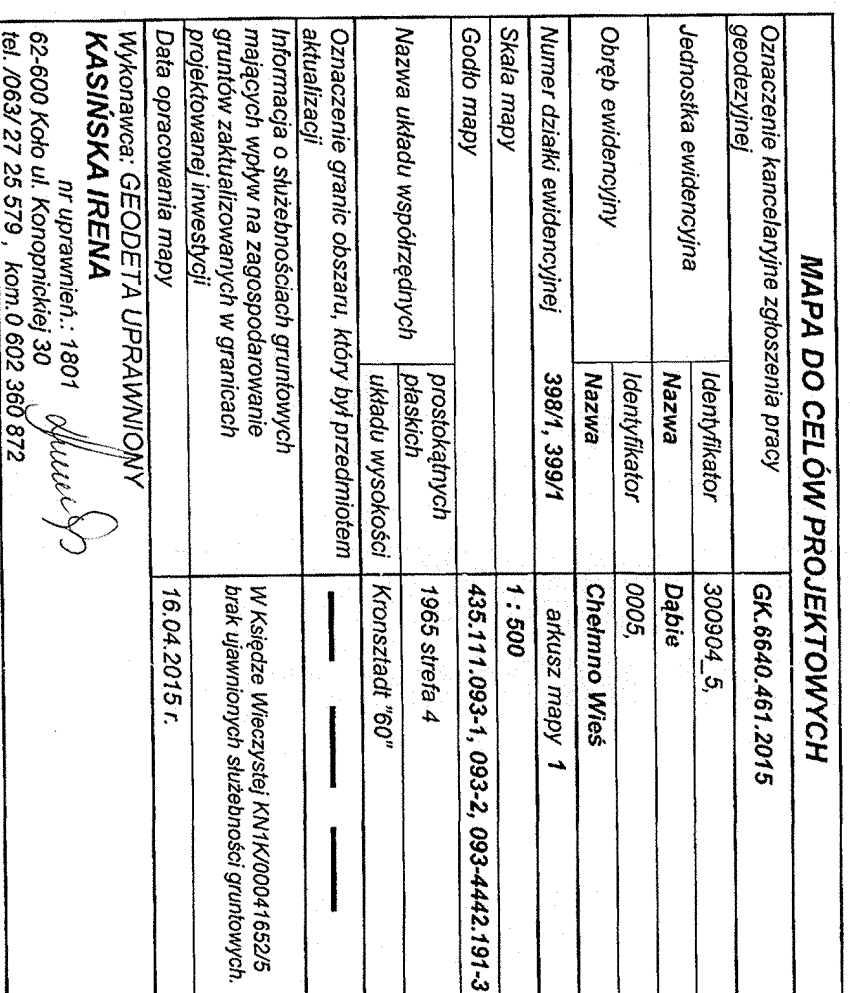 MAPA DO CELÓW PROJEKTOWYCH
Oznaczenie kancelaryjne zgłoszenia pracy
geodezyjnej
GK.6640.461.2015
Jednostka ewidencyjna
Identyfikator
300904_5,
Nazwa
Dąbie
Obręb ewidencyjny
Identyfikator
0005,
Nazwa
Chełmno Wieś
Numer działki ewidencyjnej
398/1, 399/1
arkusz mapy 1
Skala mapy
1 : 500
Godło mapy
435.111.093-1, 093-2, 093-4442.191-3
Nazwa układu współrzędnych
prostokątnych
płaskich
1965 strefa 4
układu wysokości
Kronsztadt "60"
Oznaczenie granic obszaru, który był przedmiotem
aktualizacji
Informacja o służebnościach gruntowych
mających wpływ na zagospodarowanie
gruntów zaktualizowanych w granicach
projektowanej inwestycji
W Księdze Wieczystej KN1K/00041652/5
brak ujawnionych służebności gruntowych.
Data opracowania mapy
16.04.2015 r.
Wykonawca: GEODETA UPRAWNIONY
KASIŃSKA IRENA
nr uprawnień.: 1801
62-600 Koło ul. Konopnickiej 30
tel. /063/ 27 25 579 , kom.0 602 360 872